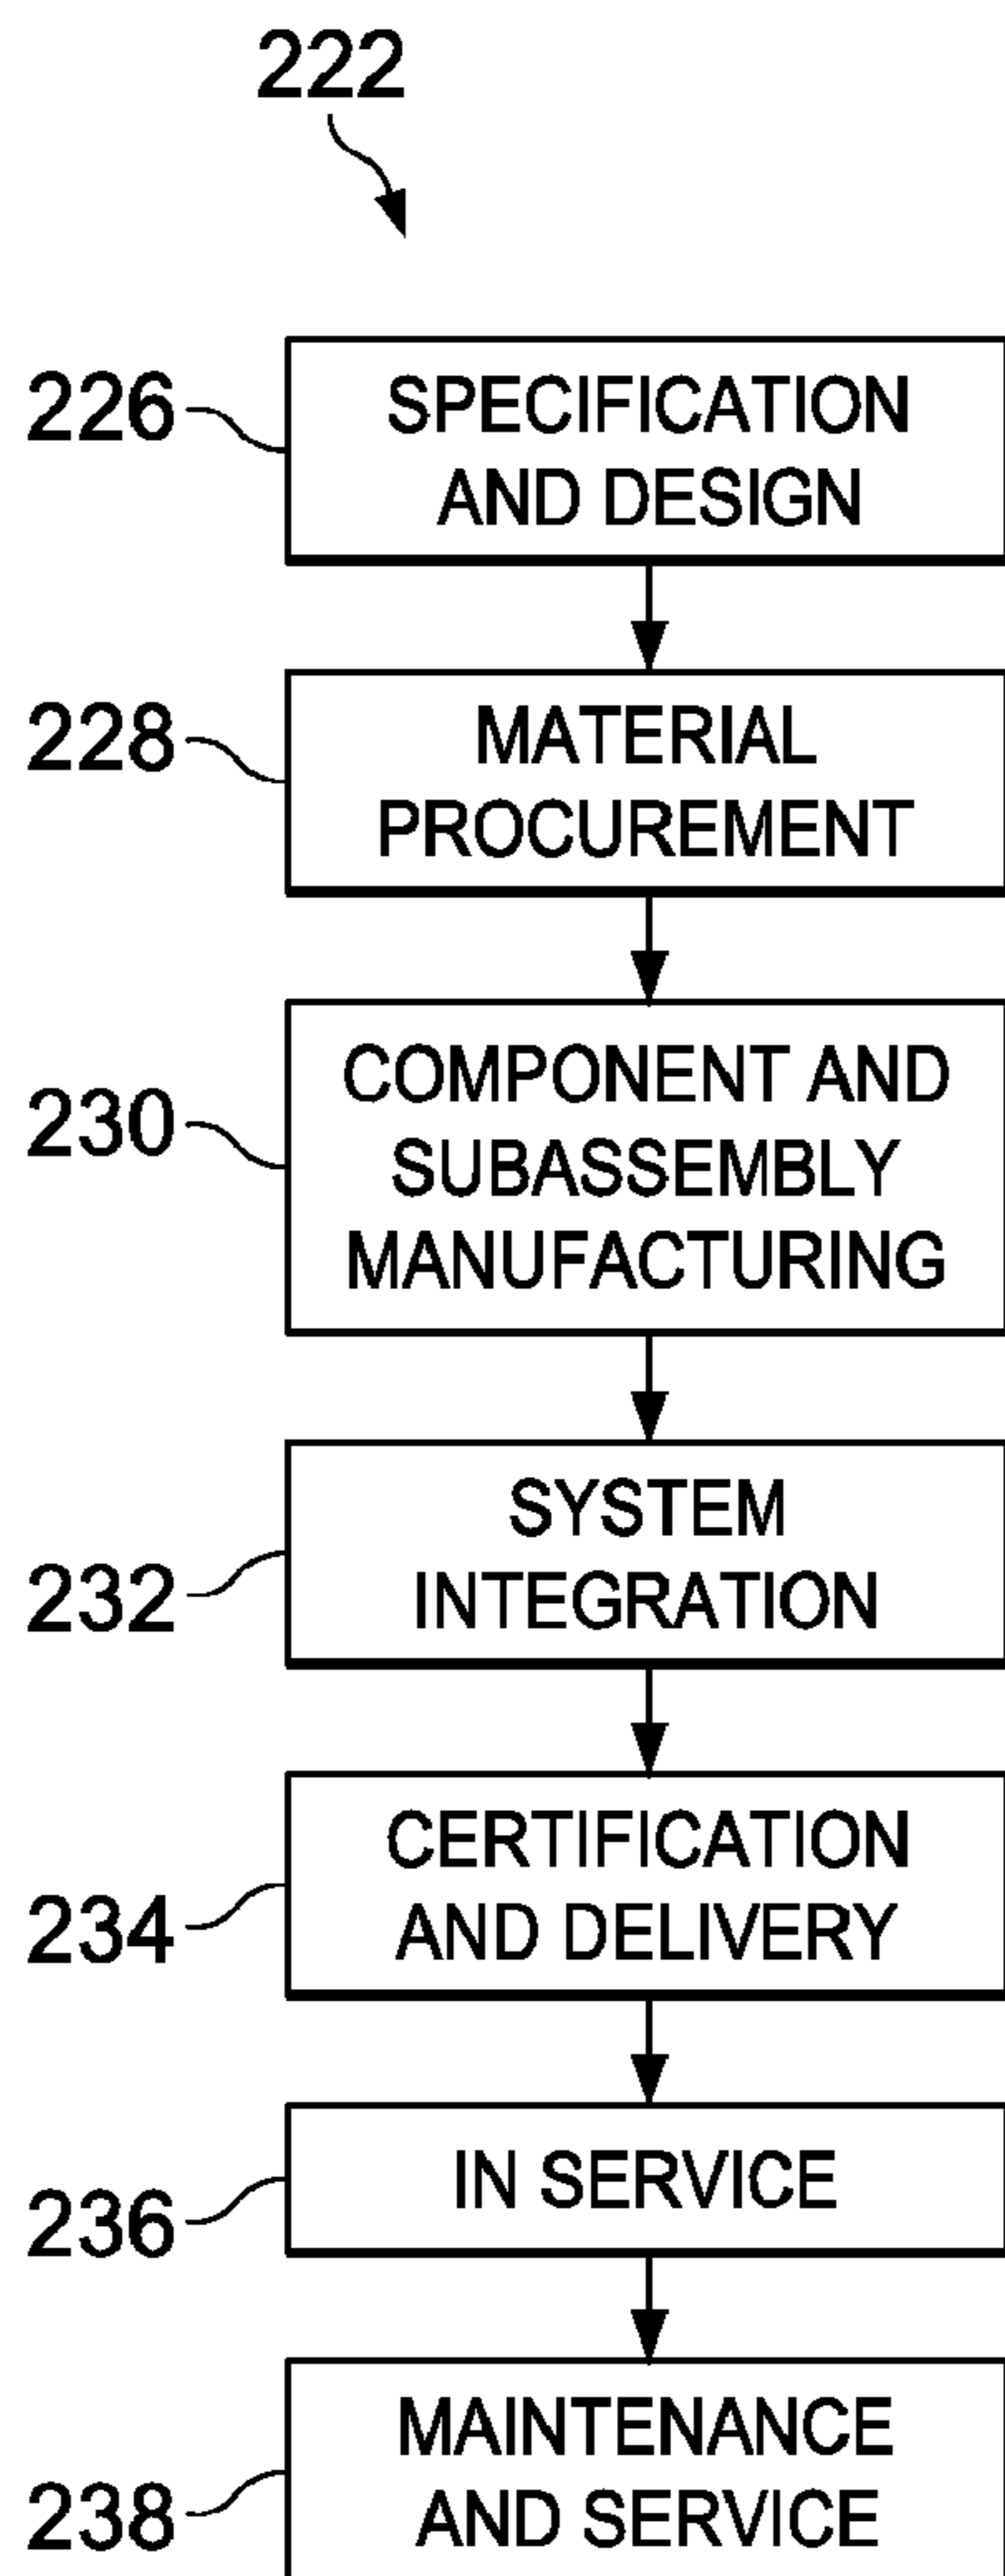 222
226
SPECIFICATION
AND DESIGN
228
MATERIAL
PROCUREMENT
230
COMPONENT AND
SUBASSEMBLY
MANUFACTURING
232
SYSTEM
INTEGRATION
234
CERTIFICATION
AND DELIVERY
236
IN SERVICE
238
MAINTENANCE
AND SERVICE